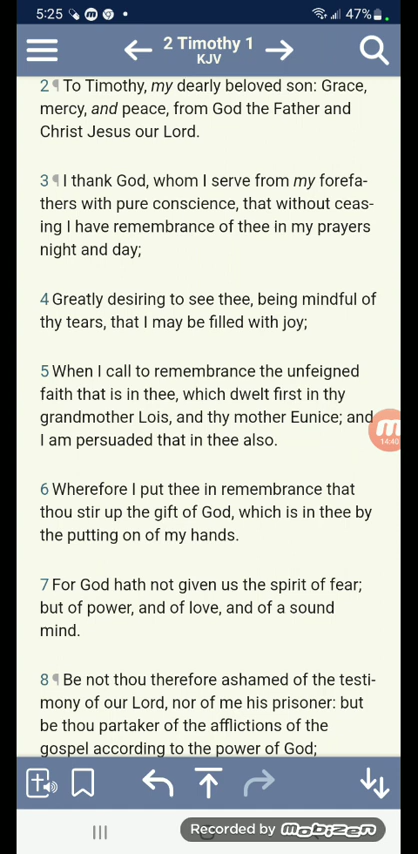 5:25
47%
2 Timothy 1
KJV
2 ¶ To Timothy, my dearly beloved son: Grace,
mercy, and peace, from God the Father and
Christ Jesus our Lord.
3 ¶ I thank God, whom I serve from my forefa-
thers with pure conscience, that without ceas-
ing I have remembrance of thee in my prayers
night and day;
4 Greatly desiring to see thee, being mindful of
thy tears, that I may be filled with joy;
5 When I call to remembrance the unfeigned
faith that is in thee, which dwelt first in thy
grandmother Lois, and thy mother Eunice; and
I am persuaded that in thee also.
14:40
6 Wherefore I put thee in remembrance that
thou stir up the gift of God, which is in thee by
the putting on of my hands.
7 For God hath not given us the spirit of fear;
but of power, and of love, and of a sound
mind.
8 ¶ Be not thou therefore ashamed of the testi-
mony of our Lord, nor of me his prisoner: but
be thou partaker of the afflictions of the
gospel according to the power of God;
Recorded by mobizen